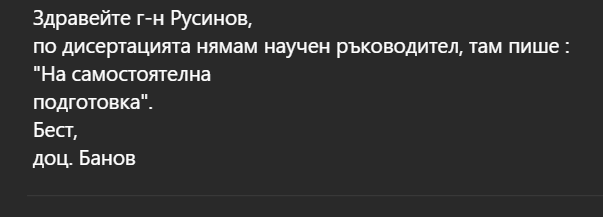 Здравейте г-н Русинов,
по дисертацията нямам научен ръководител, там пише :
"На самостоятелна
подготовка".
Бест,
доц. Банов